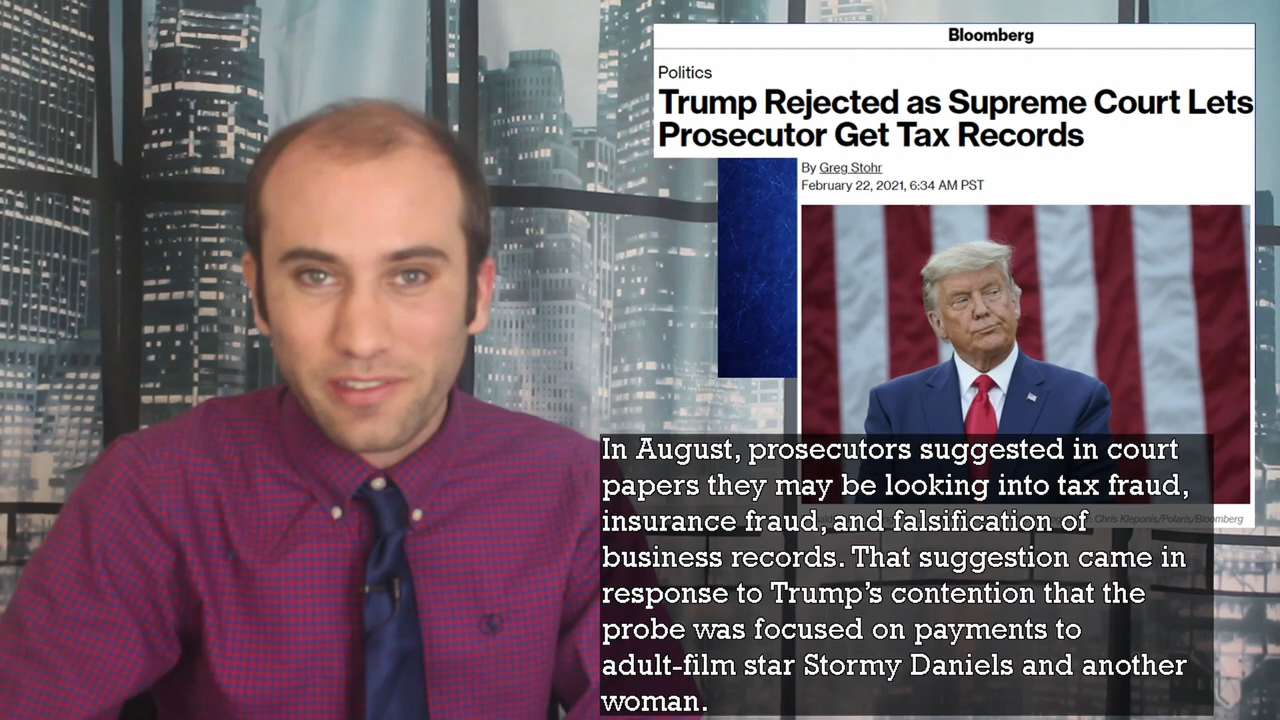 Bloomberg
Politics
Trump Rejected as Supreme Court Lets
Prosecutor Get Tax Records
By Greg Stohr
February 22, 2021, 6:34 AM PST
In August, prosecutors suggested in court
papers they may be looking into tax fraud,
insurance fraud, and falsification of
Chris Kleponis/Polaris/Bloomberg
business records. That suggestion came in
response to Trump's contention that the
probe was focused on payments to
adult-film star Stormy Daniels and another
woman.